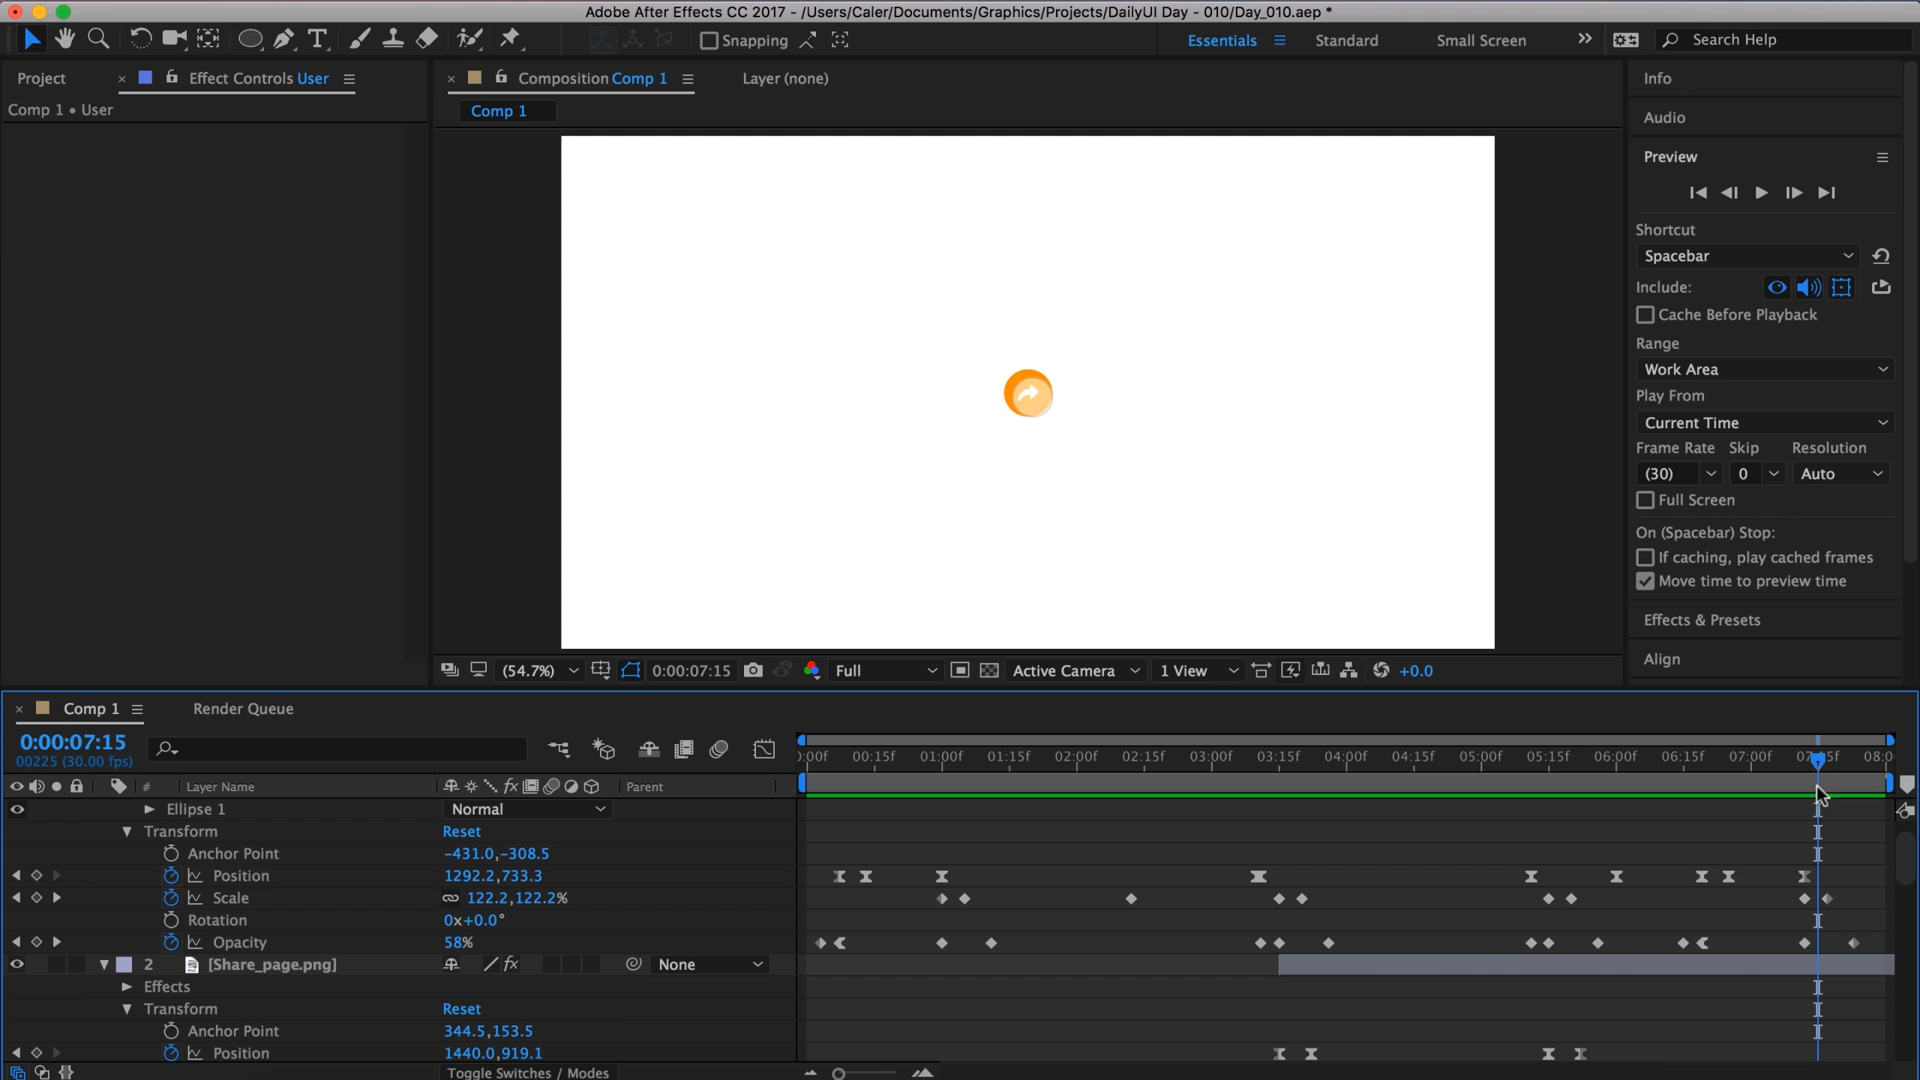 Adobe After Effects CC 2017 - /Users/Caler/Documents/Graphics/Projects/DailyUI Day - 010/Day_010.aep *
Snapping
Essentials
Standard
Small Screen
Search Help
Project
Effect Controls User
Composition Comp 1
Layer (none)
Info
Comp 1 • User
Comp 1
Audio
Preview
Shortcut
Spacebar
Include:
Cache Before Playback
Range
Work Area
Play From
Current Time
Frame Rate Skip Resolution
(30) 0 Auto
Full Screen
On (Spacebar) Stop:
If caching, play cached frames
Move time to preview time
Effects & Presets
Align
(54.7%) 0:00:07:15 Full Active Camera 1 View +0.0
Comp 1
Render Queue
0:00:07:15
00225 (30.00 fps)
:00f 00:15f 01:00f 01:15f 02:00f 02:15f 03:00f 03:15f 04:00f 04:15f 05:00f 05:15f 06:00f 06:15f 07:00f 08:0
# Layer Name fx Parent
Ellipse 1 Normal
Transform Reset
Anchor Point -431.0,-308.5
Position 1292.2,733.3
Scale 122.2,122.2%
Rotation 0x+0.0°
Opacity 58%
2 [Share_page.png] fx None
Effects
Transform Reset
Anchor Point 344.5,153.5
Position 1440.0,919.1
Toggle Switches / Modes